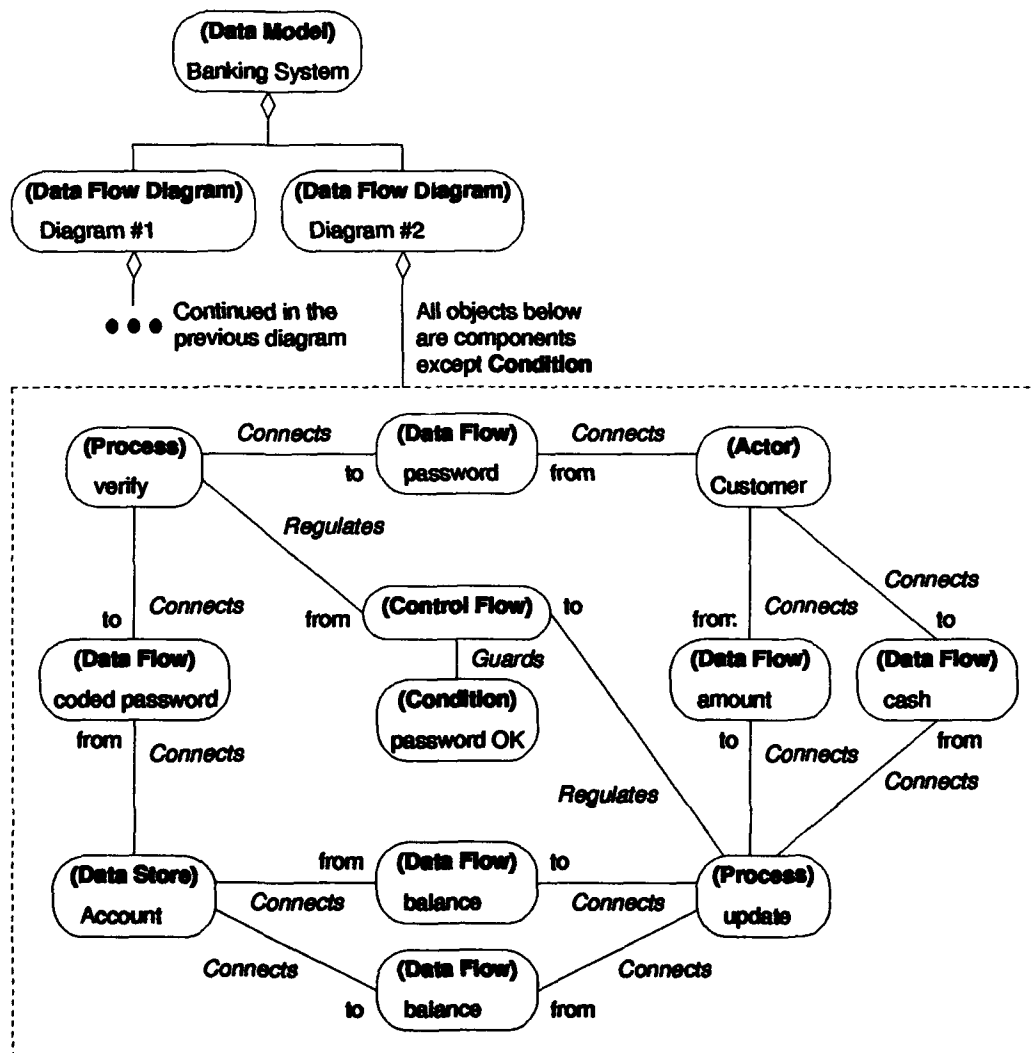 (Data Model)
Banking System
(Data Flow Diagram)
Diagram #1
(Data Flow Diagram)
Diagram #2
Continued in the
previous diagram
All objects below
are components
except Condition
(Process)
verify
Connects
to
(Data Flow)
password
Connects
from
(Actor)
Customer
Regulates
from
(Control Flow)
to
Guards
(Condition)
password OK
Regulates
Connects
to
(Data Flow)
coded password
from
Connects
from:
Connects
(Data Flow)
amount
to
Connects
Connects
to
(Data Flow)
cash
from
Connects
(Data Store)
Account
from
Connects
(Data Flow)
balance
to
Connects
(Process)
update
Connects
to
(Data Flow)
balance
Connects
from